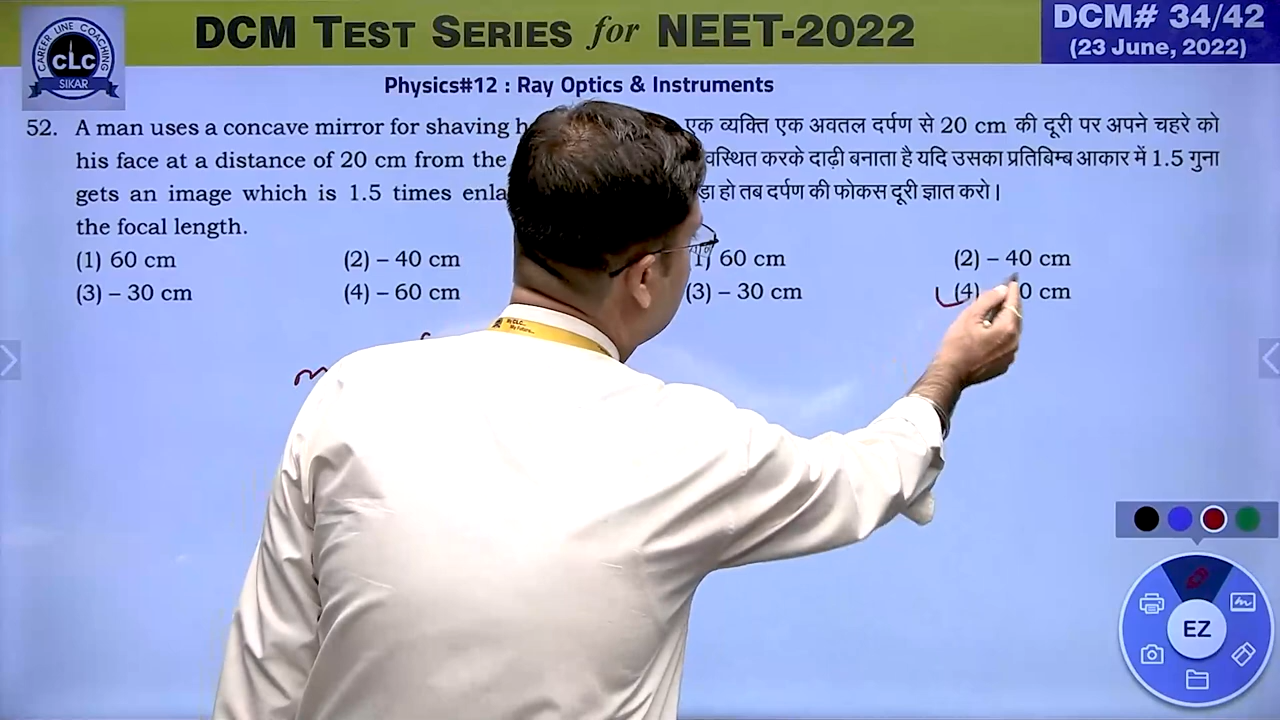 DCM TEST SERIES for NEET-2022
DCM# 34/42
(23 June, 2022)
CAREER LINE COACHING
CLC
SIKAR
Physics#12 : Ray Optics & Instruments
52. A man uses a concave mirror for shaving
his face at a distance of 20 cm from the
gets an image which is 1.5 times
the focal length.
(1) 60 cm (2) – 40 cm
(3) – 30 cm (4) – 60 cm
एक व्यक्ति एक अवतल दर्पण से 20 cm की दूरी पर अपने चहरे को
करके दाढ़ी बनाता है यदि उसका प्रतिबिम्ब आकार में 1.5 गुना
हो तब दर्पण की फोकस दूरी ज्ञात करो।
60 cm (2) – 40 cm
(3) – 30 cm (4) 0 cm
My CLC...
My Future...
m
EZ